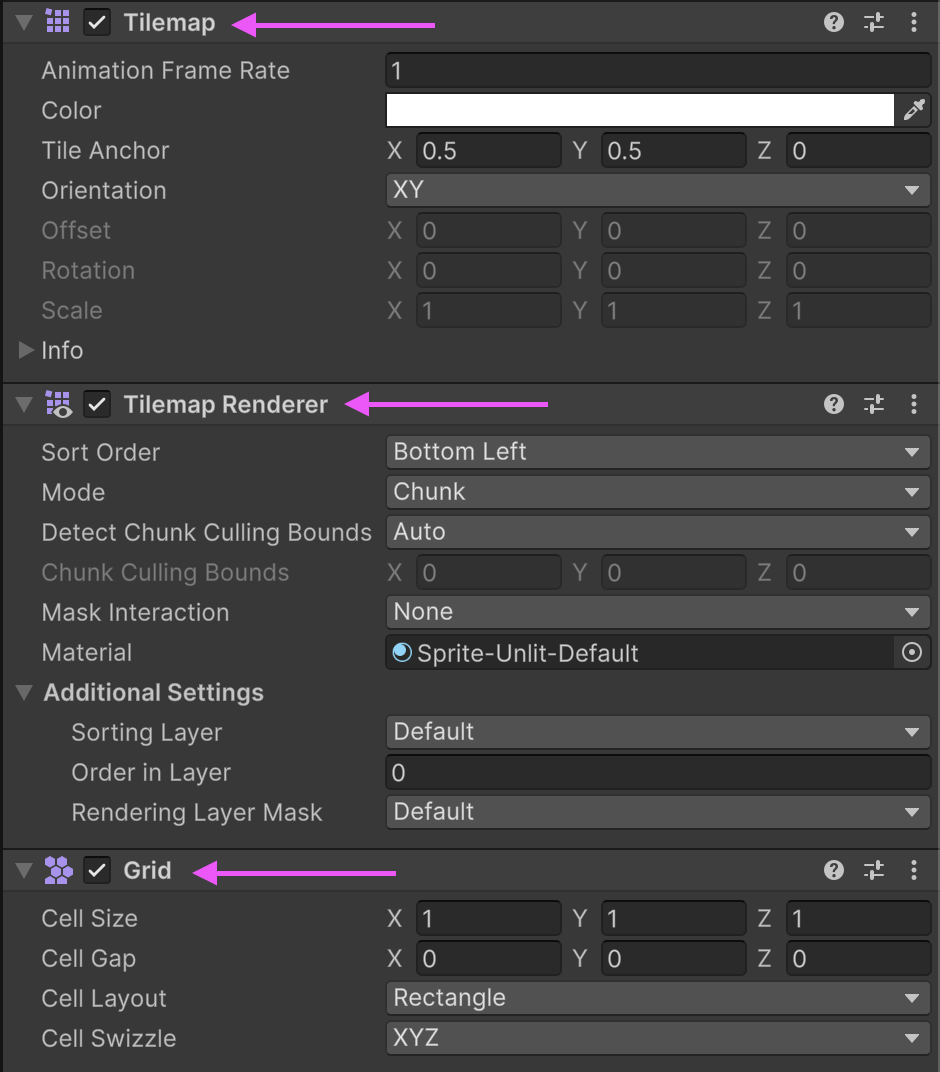 Tilemap
Animation Frame Rate 1
Color
Tile Anchor X 0.5 Y 0.5 Z 0
Orientation XY
Offset X 0 Y 0 Z 0
Rotation X 0 Y 0 Z 0
Scale X 1 Y 1 Z 1
Info
Tilemap Renderer
Sort Order Bottom Left
Mode Chunk
Detect Chunk Culling Bounds Auto
Chunk Culling Bounds X 0 Y 0 Z 0
Mask Interaction None
Material Sprite-Unlit-Default
Additional Settings
Sorting Layer Default
Order in Layer 0
Rendering Layer Mask Default
Grid
Cell Size X 1 Y 1 Z 1
Cell Gap X 0 Y 0 Z 0
Cell Layout Rectangle
Cell Swizzle XYZ